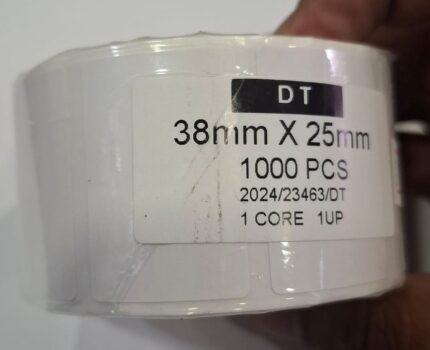 DT
38mm X 25mm
1000 PCS
2024/23463/DT
1 CORE 1UP